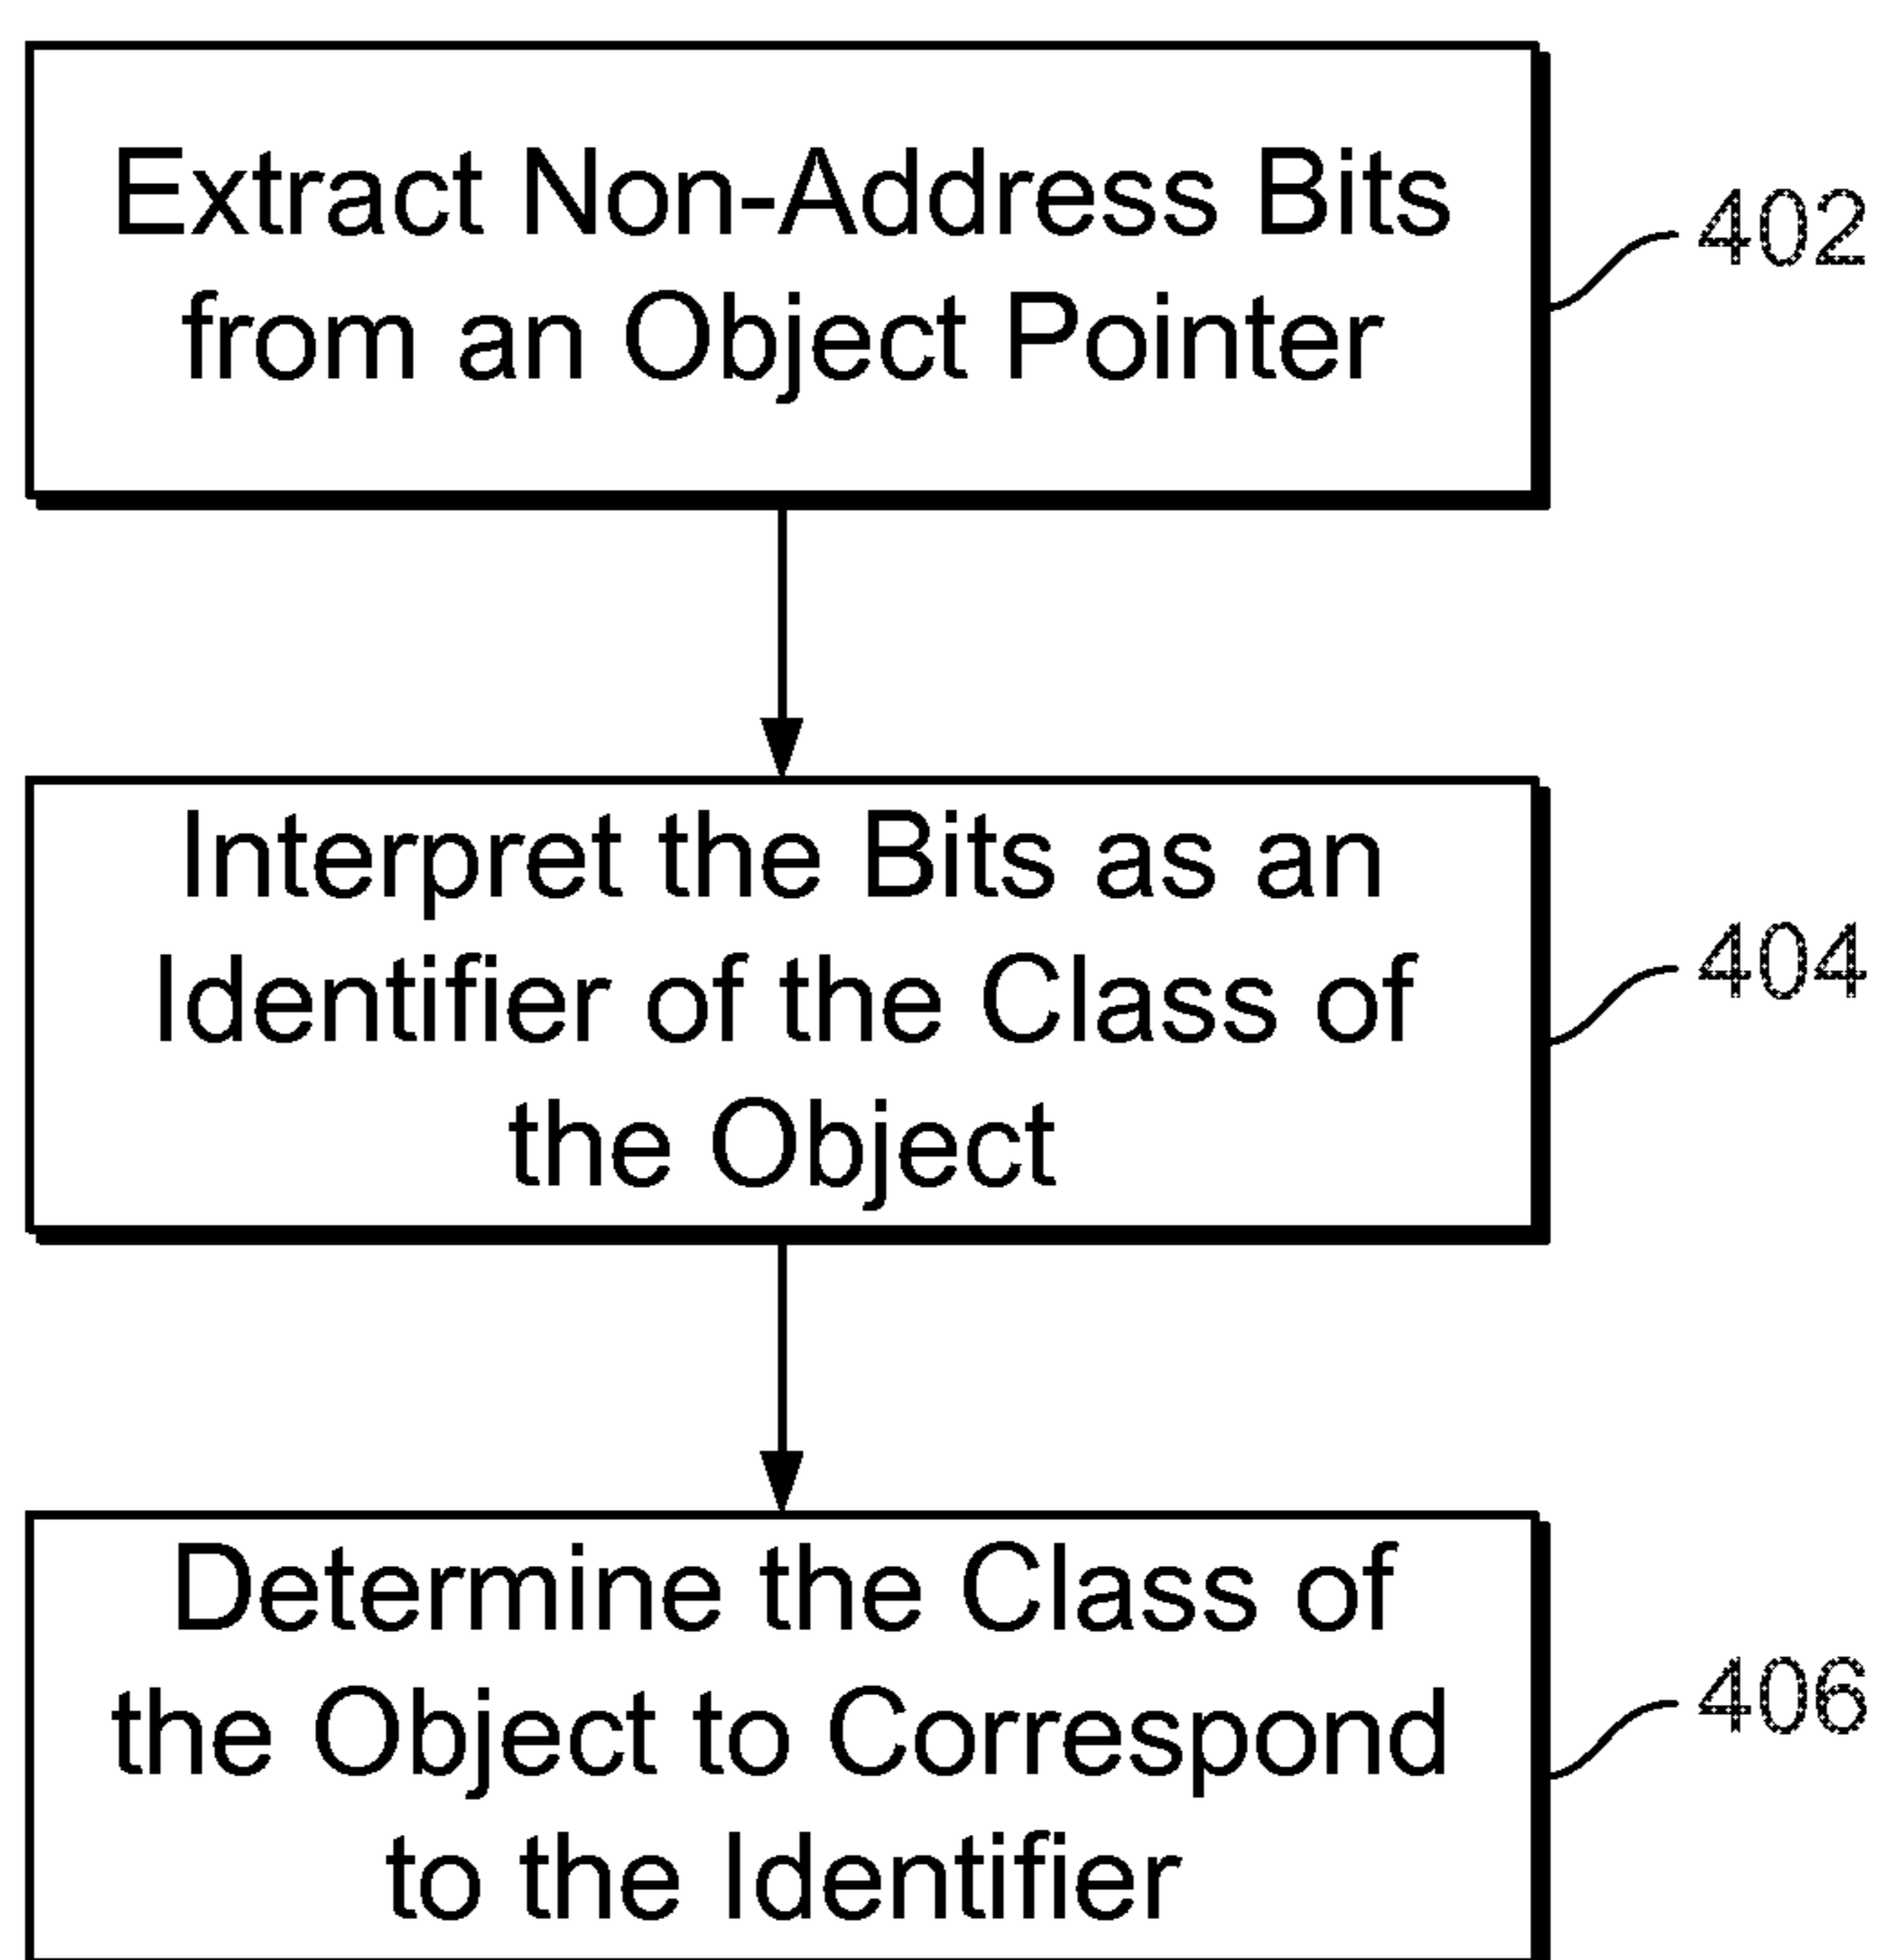 Extract Non-Address Bits
from an Object Pointer
402
Interpret the Bits as an
Identifier of the Class of
the Object
404
Determine the Class of
the Object to Correspond
to the Identifier
406